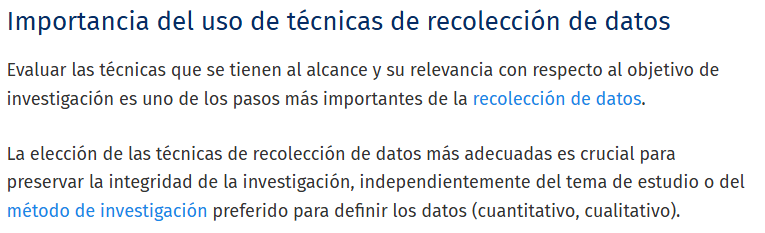 Importancia del uso de técnicas de recolección de datos
Evaluar las técnicas que se tienen al alcance y su relevancia con respecto al objetivo de
investigación es uno de los pasos más importantes de la recolección de datos.
La elección de las técnicas de recolección de datos más adecuadas es crucial para
preservar la integridad de la investigación, independientemente del tema de estudio o del
método de investigación preferido para definir los datos (cuantitativo, cualitativo).